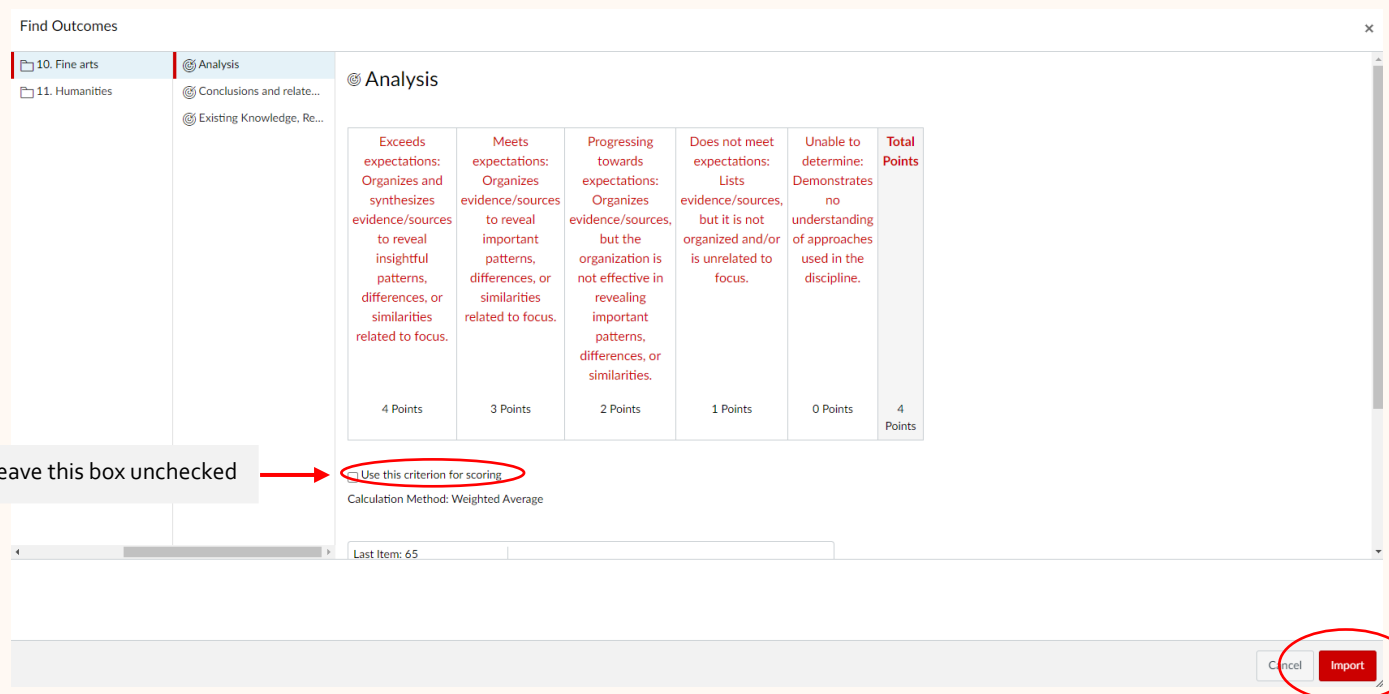 Find Outcomes
×
10. Fine arts
11. Humanities
Analysis
Conclusions and relate...
Existing Knowledge, Re...
Analysis
Exceeds
expectations:
Organizes and
synthesizes
evidence/sources
to reveal
insightful
patterns,
differences, or
similarities
related to focus.
4 Points
Meets
expectations:
Organizes
evidence/sources
to reveal
important
patterns,
differences, or
similarities
related to focus.
3 Points
Progressing
towards
expectations:
Organizes
evidence/sources,
but the
organization is
not effective in
revealing
important
patterns,
differences, or
similarities.
2 Points
Does not meet
expectations:
Lists
evidence/sources,
but it is not
organized and/or
is unrelated to
focus.
1 Points
Unable to
determine:
Demonstrates
no
understanding
of approaches
used in the
discipline.
0 Points
Total
Points
4
Points
eave this box unchecked
Use this criterion for scoring
Calculation Method: Weighted Average
Last Item: 65
Cancel
Import